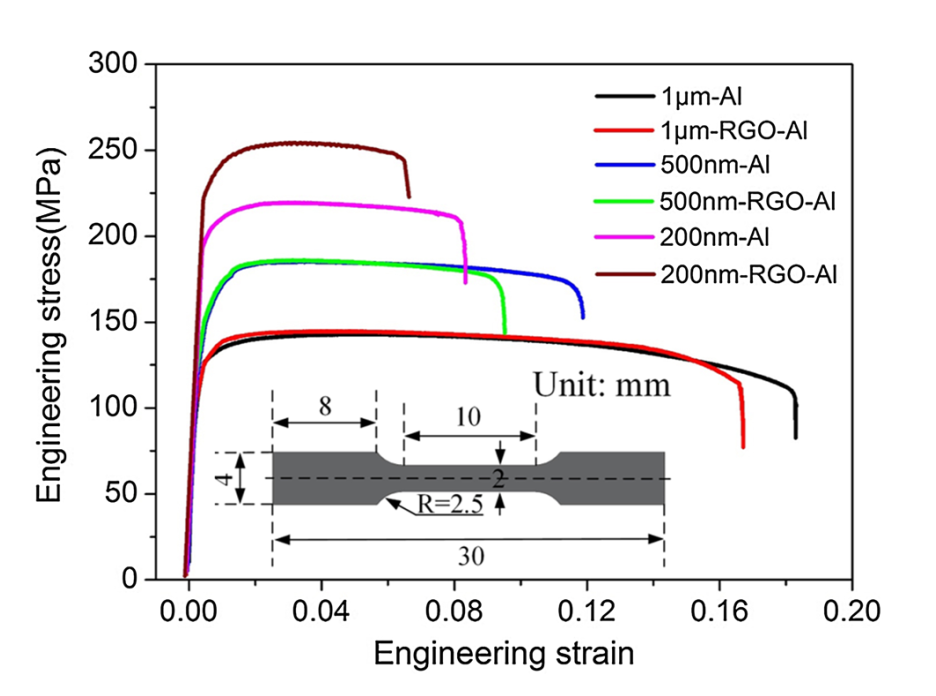 300
250
200
150
100
50
0
Engineering stress(MPa)
1μm-Al
1μm-RGO-Al
500nm-Al
500nm-RGO-Al
200nm-Al
200nm-RGO-Al
Unit: mm
8
10
4
2
R=2.5
30
0.00 0.04 0.08 0.12 0.16 0.20
Engineering strain